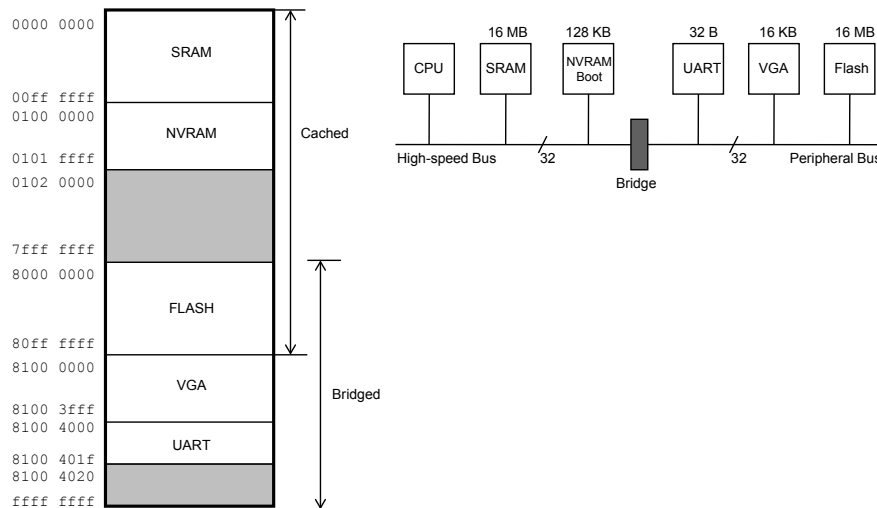 0000 0000
SRAM
00ff ffff
0100 0000
NVRAM
0101 ffff
0102 0000
7fff ffff
8000 0000
FLASH
80ff ffff
8100 0000
VGA
8100 3fff
8100 4000
UART
8100 401f
8100 4020
ffff ffff
Cached
Bridged
16 MB
128 KB
32 B
16 KB
16 MB
CPU
SRAM
NVRAM
Boot
UART
VGA
Flash
High-speed Bus
32
Bridge
32
Peripheral Bus